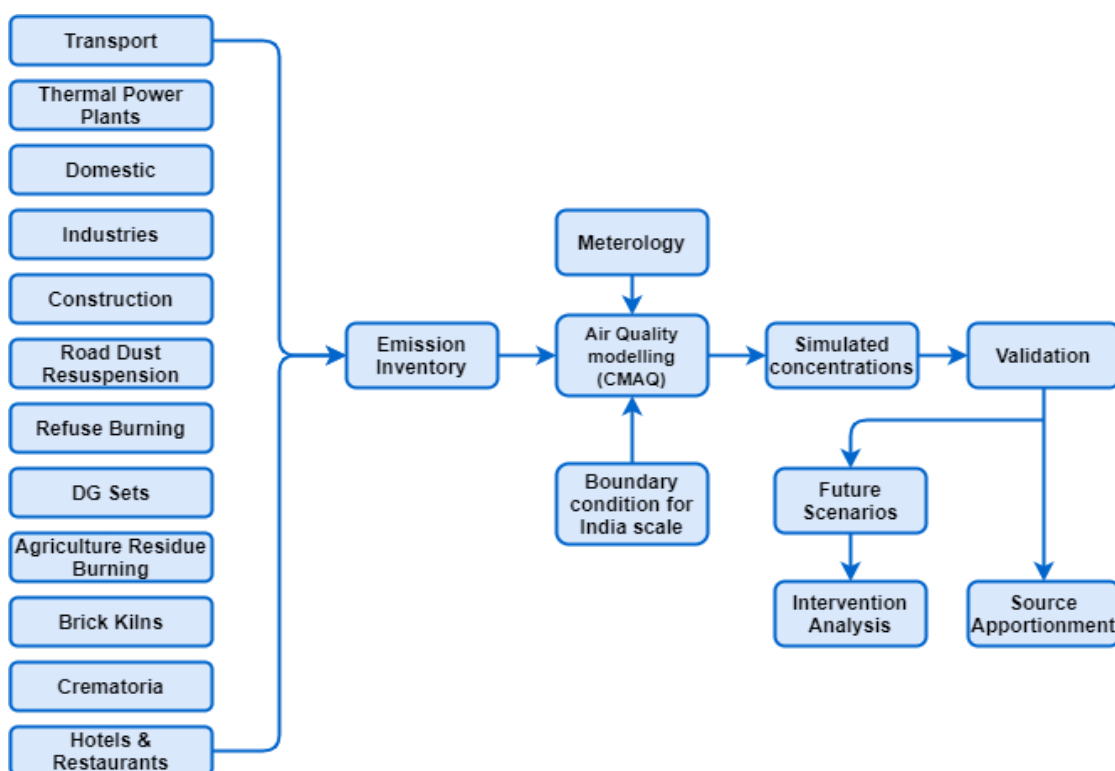 Transport
Thermal Power
Plants
Domestic
Industries
Construction
Road Dust
Resuspension
Refuse Burning
DG Sets
Agriculture Residue
Burning
Brick Kilns
Crematoria
Hotels &
Restaurants
Emission
Inventory
Meterology
Air Quality
modelling
(CMAQ)
Boundary
condition for
India scale
Simulated
concentrations
Validation
Future
Scenarios
Intervention
Analysis
Source
Apportionment